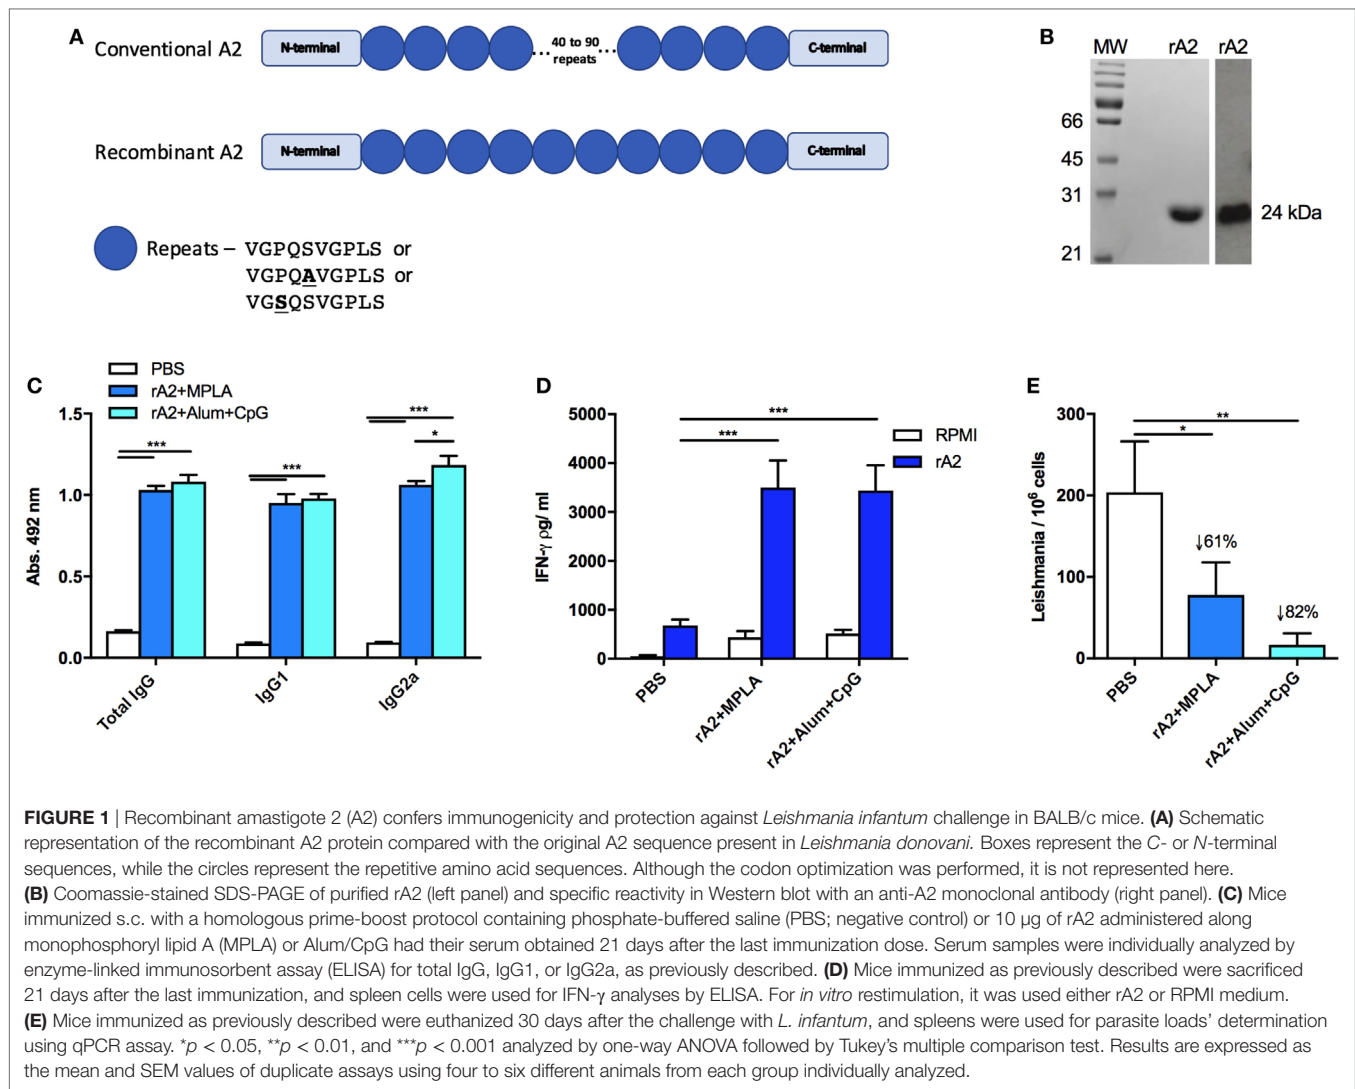 A
Conventional A2
N-terminal
... 40 to 90 ...
repeats
C-terminal
Recombinant A2
N-terminal
C-terminal
Repeats – VGPQSVGPLS or
VGPQAVGPLS or
VGSQSVGPLS
B
MW rA2 rA2
66
45
31
24 kDa
21
C
PBS
rA2+MPLA
rA2+Alum+CpG
Abs. 492 nm
1.5
1.0
0.5
0.0
***
***
***
*
Total IgG
IgG1
IgG2a
D
IFN-γ ρg/ ml
5000
4000
3000
2000
1000
0
***
***
RPMI
rA2
PBS
rA2+MPLA
rA2+Alum+CpG
E
Leishmania / 10⁶ cells
300
200
100
0
**
*
↓61%
↓82%
PBS
rA2+MPLA
rA2+Alum+CpG
FIGURE 1 | Recombinant amastigote 2 (A2) confers immunogenicity and protection against Leishmania infantum challenge in BALB/c mice. (A) Schematic
representation of the recombinant A2 protein compared with the original A2 sequence present in Leishmania donovani. Boxes represent the C- or N-terminal
sequences, while the circles represent the repetitive amino acid sequences. Although the codon optimization was performed, it is not represented here.
(B) Coomassie-stained SDS-PAGE of purified rA2 (left panel) and specific reactivity in Western blot with an anti-A2 monoclonal antibody (right panel). (C) Mice
immunized s.c. with a homologous prime-boost protocol containing phosphate-buffered saline (PBS; negative control) or 10 µg of rA2 administered along
monophosphoryl lipid A (MPLA) or Alum/CpG had their serum obtained 21 days after the last immunization dose. Serum samples were individually analyzed by
enzyme-linked immunosorbent assay (ELISA) for total IgG, IgG1, or IgG2a, as previously described. (D) Mice immunized as previously described were sacrificed
21 days after the last immunization, and spleen cells were used for IFN-γ analyses by ELISA. For in vitro restimulation, it was used either rA2 or RPMI medium.
(E) Mice immunized as previously described were euthanized 30 days after the challenge with L. infantum, and spleens were used for parasite loads' determination
using qPCR assay. *p < 0.05, **p < 0.01, and ***p < 0.001 analyzed by one-way ANOVA followed by Tukey's multiple comparison test. Results are expressed as
the mean and SEM values of duplicate assays using four to six different animals from each group individually analyzed.